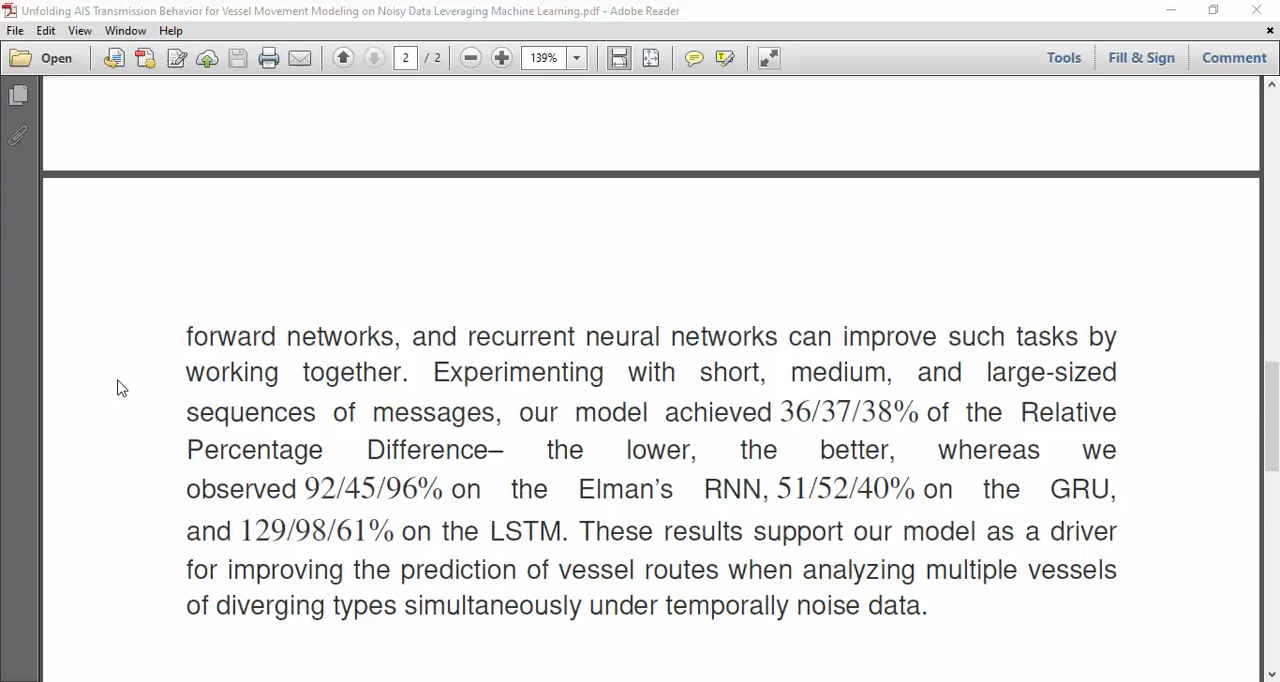 Unfolding AIS Transmission Behavior for Vessel Movement Modeling on Noisy Data Leveraging Machine Learning.pdf - Adobe Reader
File Edit View Window Help
Open 2 / 2 139% Tools Fill & Sign Comment
forward networks, and recurrent neural networks can improve such tasks by
working together. Experimenting with short, medium, and large-sized
sequences of messages, our model achieved 36/37/38% of the Relative
Percentage Difference– the lower, the better, whereas we
observed 92/45/96% on the Elman's RNN, 51/52/40% on the GRU,
and 129/98/61% on the LSTM. These results support our model as a driver
for improving the prediction of vessel routes when analyzing multiple vessels
of diverging types simultaneously under temporally noise data.